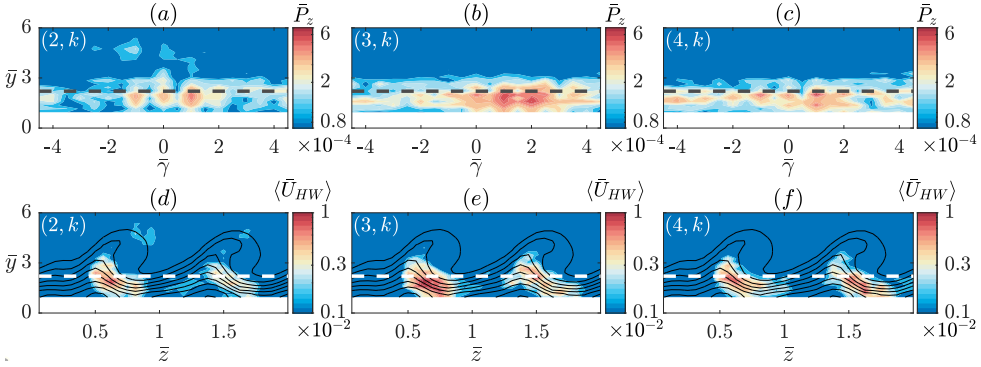 (a) P̄_z (b) P̄_z (c) P̄_z
6 (2, k) 6 (3, k) 6 (4, k) 6
ȳ 3 2 2 2
0 0.8 0.8 0.8
-4 -2 0 2 4 ×10⁻⁴ -4 -2 0 2 4 ×10⁻⁴ -4 -2 0 2 4 ×10⁻⁴
γ̄ γ̄ γ̄
(d) ⟨Ū_HW⟩ (e) ⟨Ū_HW⟩ (f) ⟨Ū_HW⟩
6 (2, k) 1 (3, k) 1 (4, k) 1
ȳ 3 0.3 0.3 0.3
0 0.1 0.1 0.1
0.5 1 1.5 ×10⁻² 0.5 1 1.5 ×10⁻² 0.5 1 1.5 ×10⁻²
z̄ z̄ z̄